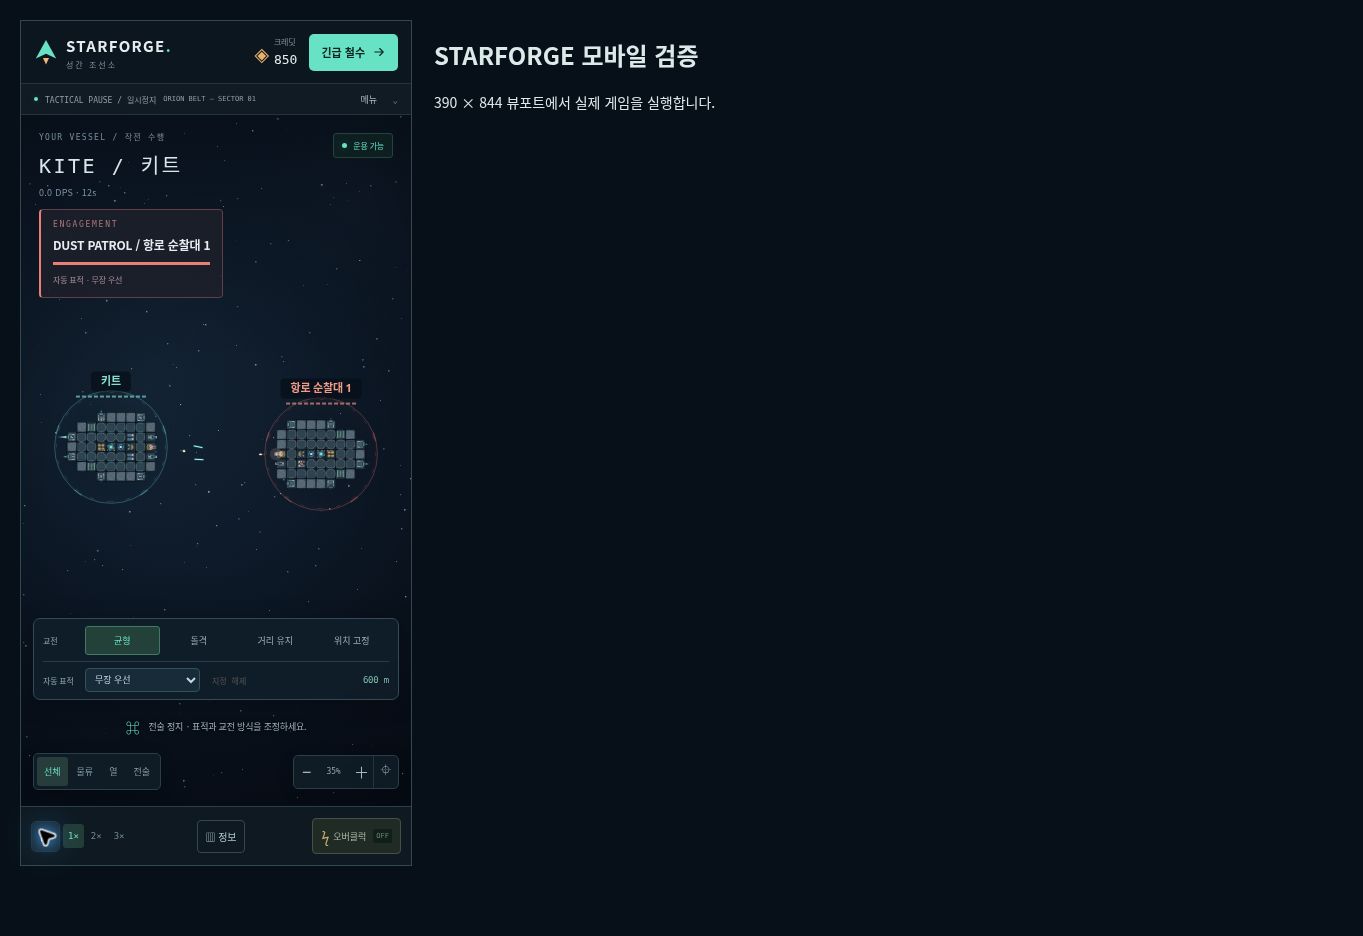 STARFORGE.
성간 조선소
크레딧
850
긴급 철수 →
TACTICAL PAUSE / 일시정지 ORION BELT — SECTOR 01
메뉴
YOUR VESSEL / 작전 수행
운용 가능
KITE / 키트
0.0 DPS · 12s
ENGAGEMENT
DUST PATROL / 항로 순찰대 1
자동 표적 · 무장 우선
키트
항로 순찰대 1
교전 균형 돌격 거리 유지 위치 고정
자동 표적 무장 우선 지정 해제 600 m
전술 정지 · 표적과 교전 방식을 조정하세요.
선체 물류 열 전술
− 35% +
1× 2× 3×
정보
오버클럭 OFF
STARFORGE 모바일 검증
390 × 844 뷰포트에서 실제 게임을 실행합니다.